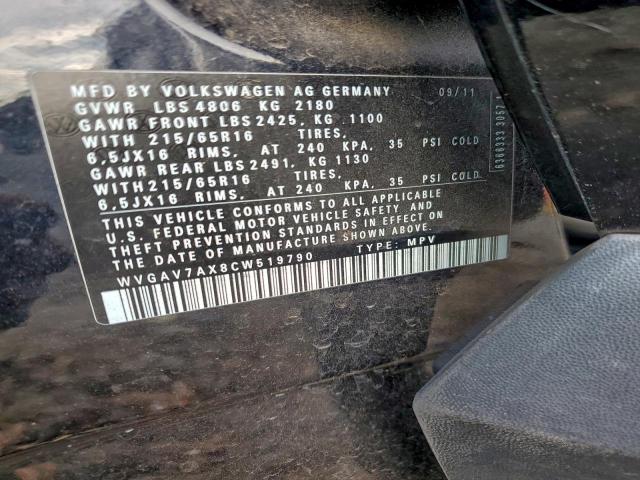 MFD BY VOLKSWAGEN AG GERMANY 09/11
GVWR LBS 4806 KG 2180
GAWR FRONT LBS 2425, KG 1100
WITH 215/65R16 TIRES,
6,5JX16 RIMS, AT 240 KPA, 35 PSI COLD
GAWR REAR LBS 2491, KG 1130
WITH 215/65R16 TIRES,
6,5JX16 RIMS, AT 240 KPA, 35 PSI COLD.
THIS VEHICLE CONFORMS TO ALL APPLICABLE
U.S. FEDERAL MOTOR VEHICLE SAFETY AND
THEFT PREVENTION STANDARDS IN EFFECT ON
THE DATE OF MANUFACTURE SHOWN ABOVE.
WVGAV7AX8CW519790 TYPE: MPV
6366333 3057